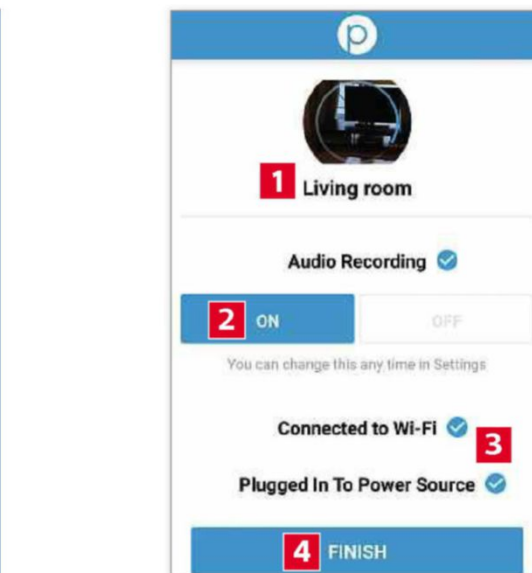 p
1 Living room
Audio Recording
2 ON OFF
You can change this any time in Settings
Connected to Wi-Fi
3
Plugged In To Power Source
4 FINISH